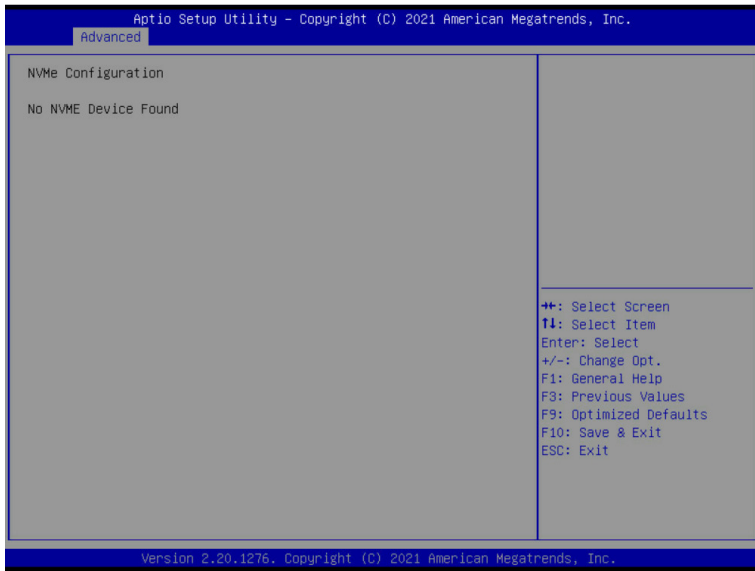 Aptio Setup Utility – Copyright (C) 2021 American Megatrends, Inc.
Advanced
NVMe Configuration
No NVME Device Found
→←: Select Screen
↑↓: Select Item
Enter: Select
+/-: Change Opt.
F1: General Help
F3: Previous Values
F9: Optimized Defaults
F10: Save & Exit
ESC: Exit
Version 2.20.1276. Copyright (C) 2021 American Megatrends, Inc.